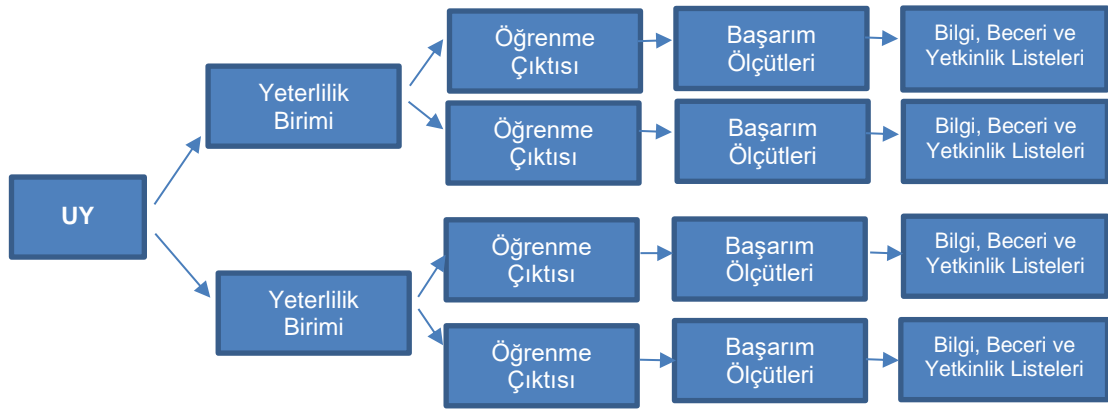 UY
Yeterlilik
Birimi
Öğrenme
Çıktısı
Başarım
Ölçütleri
Bilgi, Beceri ve
Yetkinlik Listeleri
Öğrenme
Çıktısı
Başarım
Ölçütleri
Bilgi, Beceri ve
Yetkinlik Listeleri
Yeterlilik
Birimi
Öğrenme
Çıktısı
Başarım
Ölçütleri
Bilgi, Beceri ve
Yetkinlik Listeleri
Öğrenme
Çıktısı
Başarım
Ölçütleri
Bilgi, Beceri ve
Yetkinlik Listeleri